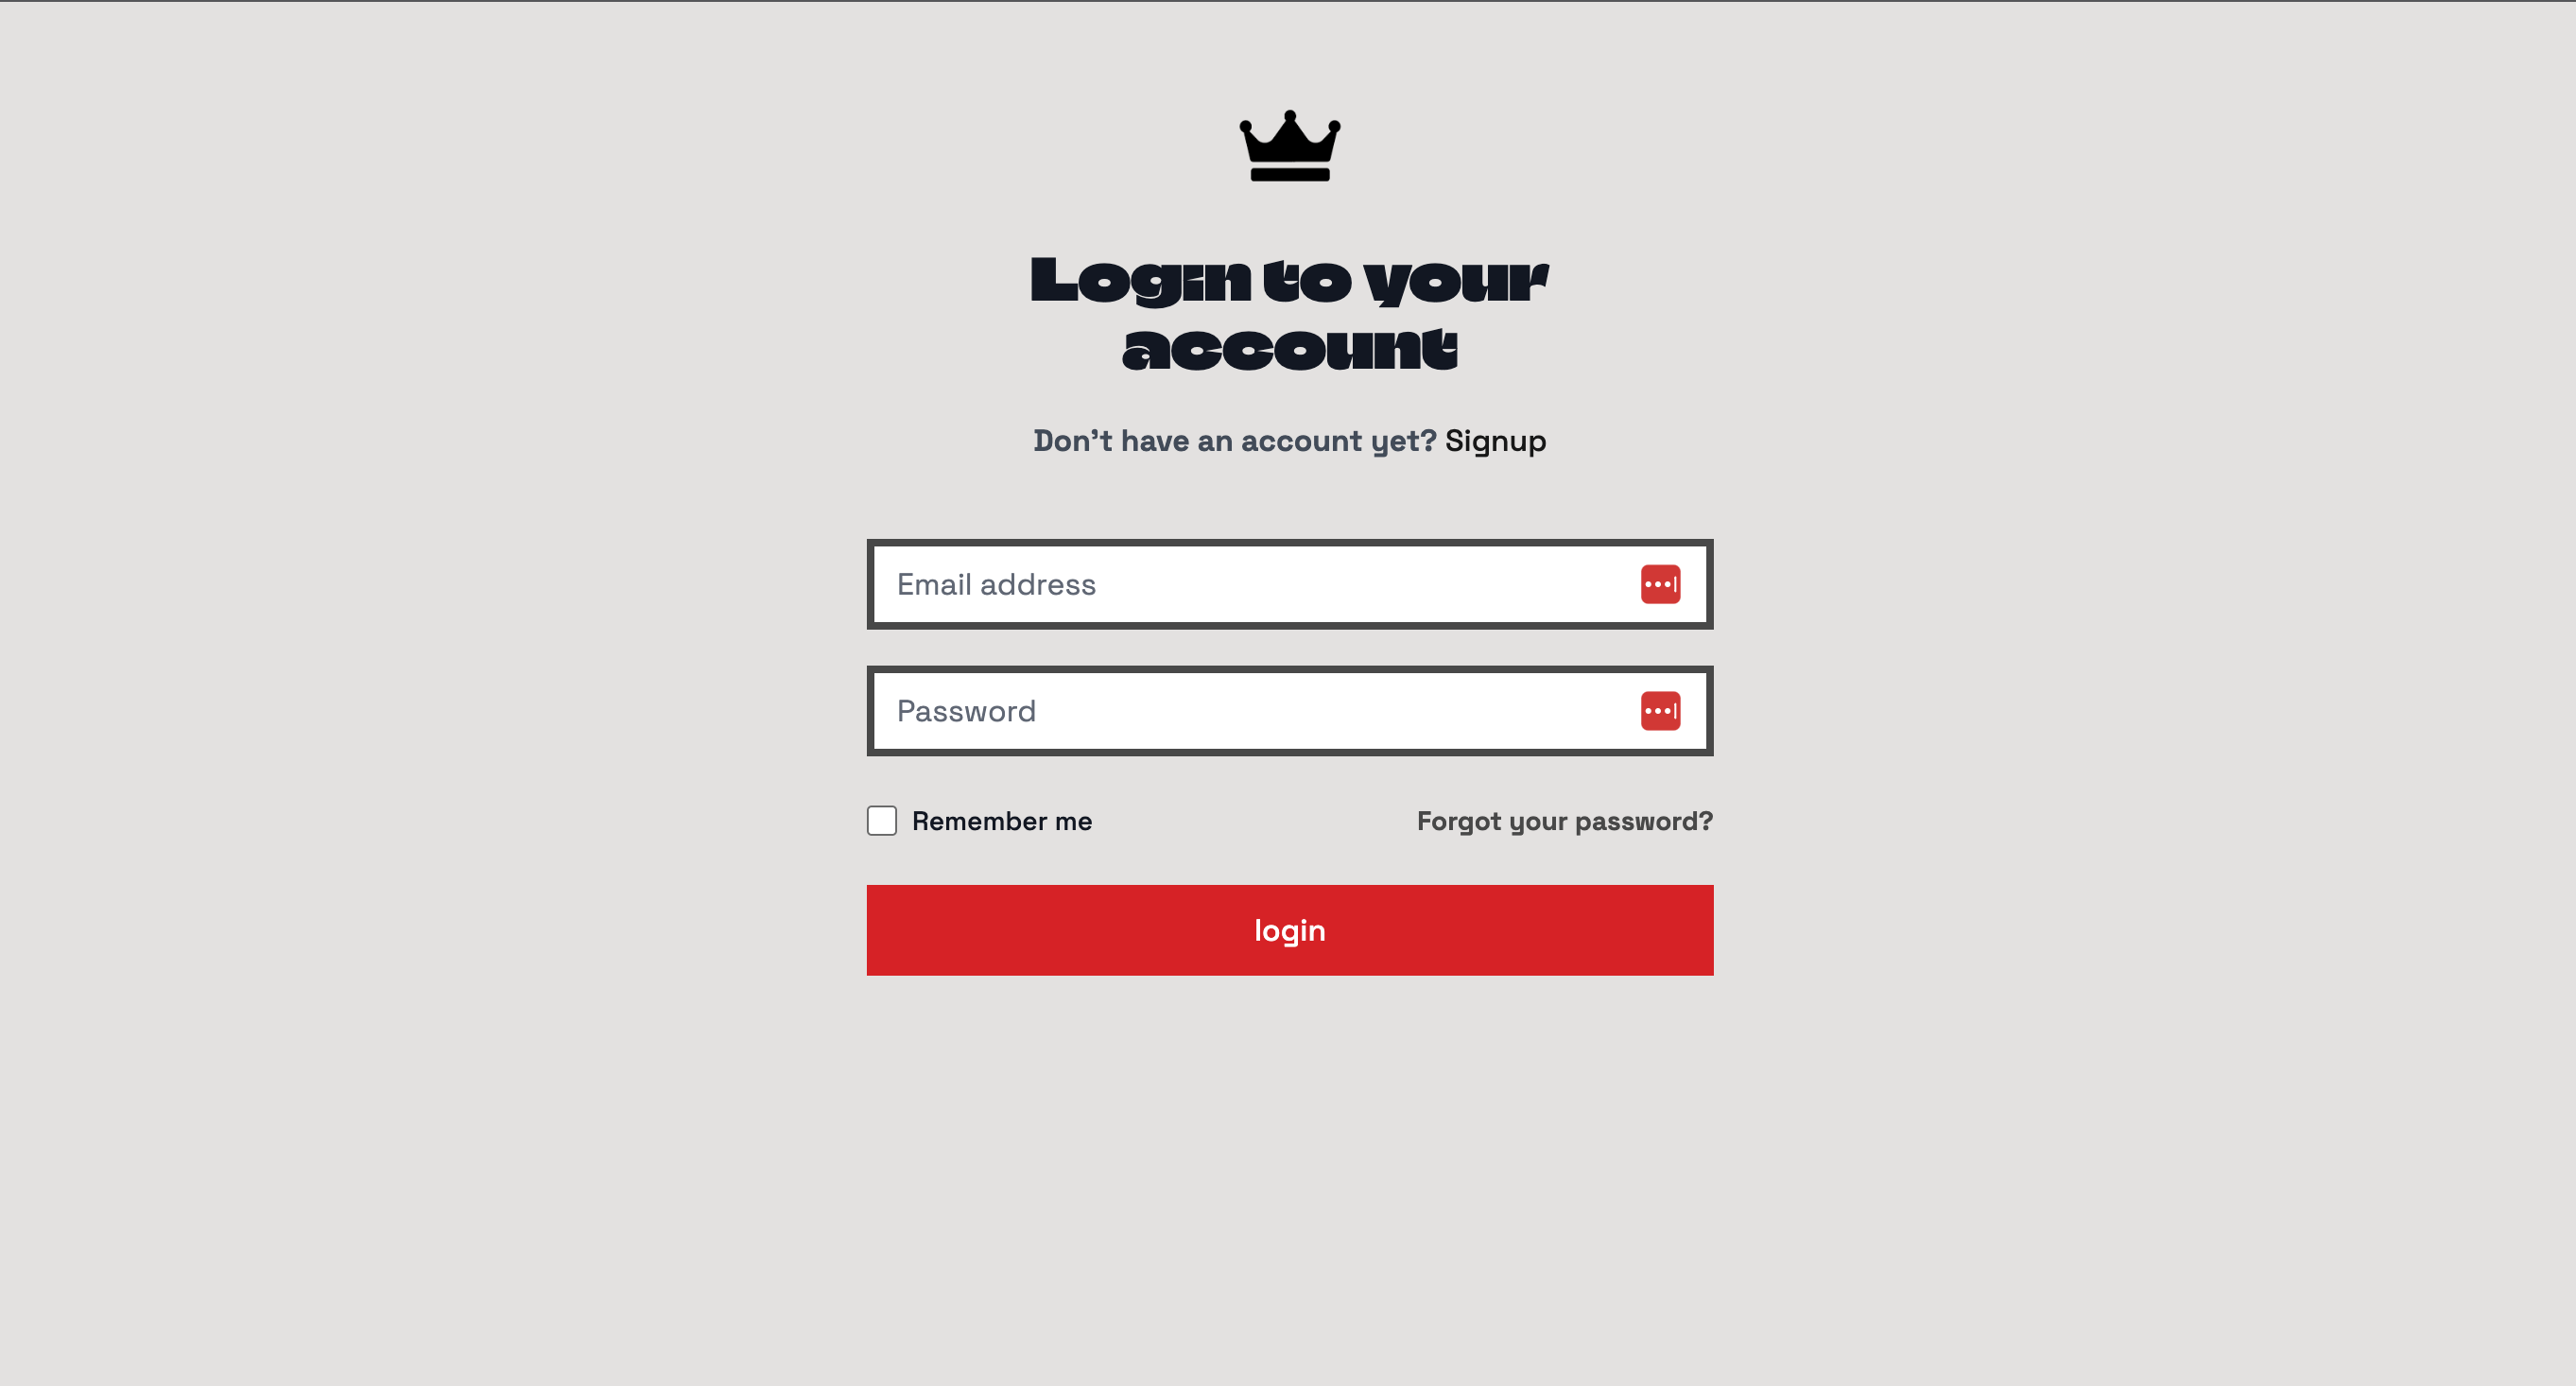 Login to your
account
Don't have an account yet? Signup
Email address
Password
Remember me
Forgot your password?
login